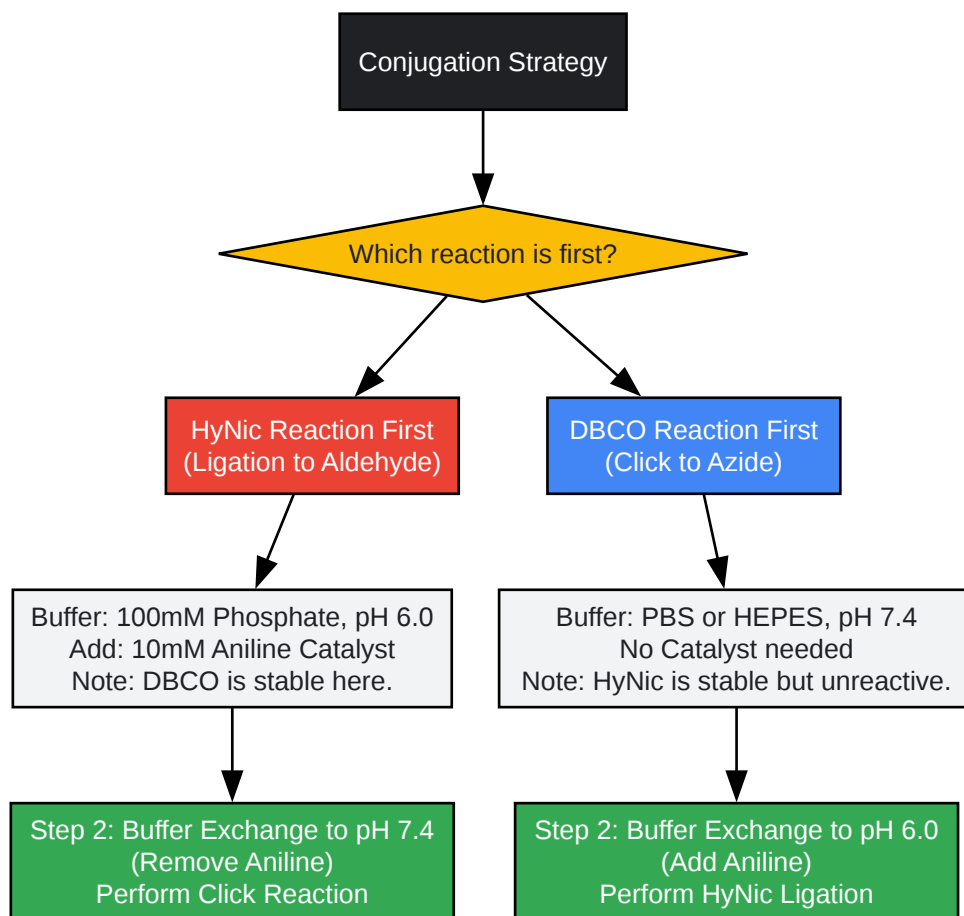 Conjugation Strategy
Which reaction is first?
HyNic Reaction First
(Ligation to Aldehyde)
DBCO Reaction First
(Click to Azide)
Buffer: 100mM Phosphate, pH 6.0
Add: 10mM Aniline Catalyst
Note: DBCO is stable here.
Buffer: PBS or HEPES, pH 7.4
No Catalyst needed
Note: HyNic is stable but unreactive.
Step 2: Buffer Exchange to pH 7.4
(Remove Aniline)
Perform Click Reaction
Step 2: Buffer Exchange to pH 6.0
(Add Aniline)
Perform HyNic Ligation